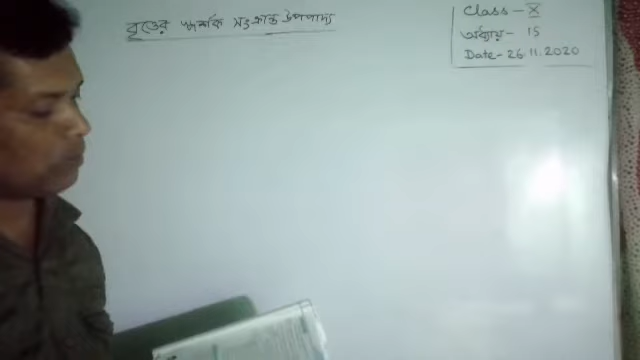 বৃত্তের স্পর্শক সংক্রান্ত উপপাদ্য
Class - X
অধ্যায় - 15
Date - 26.11.2020